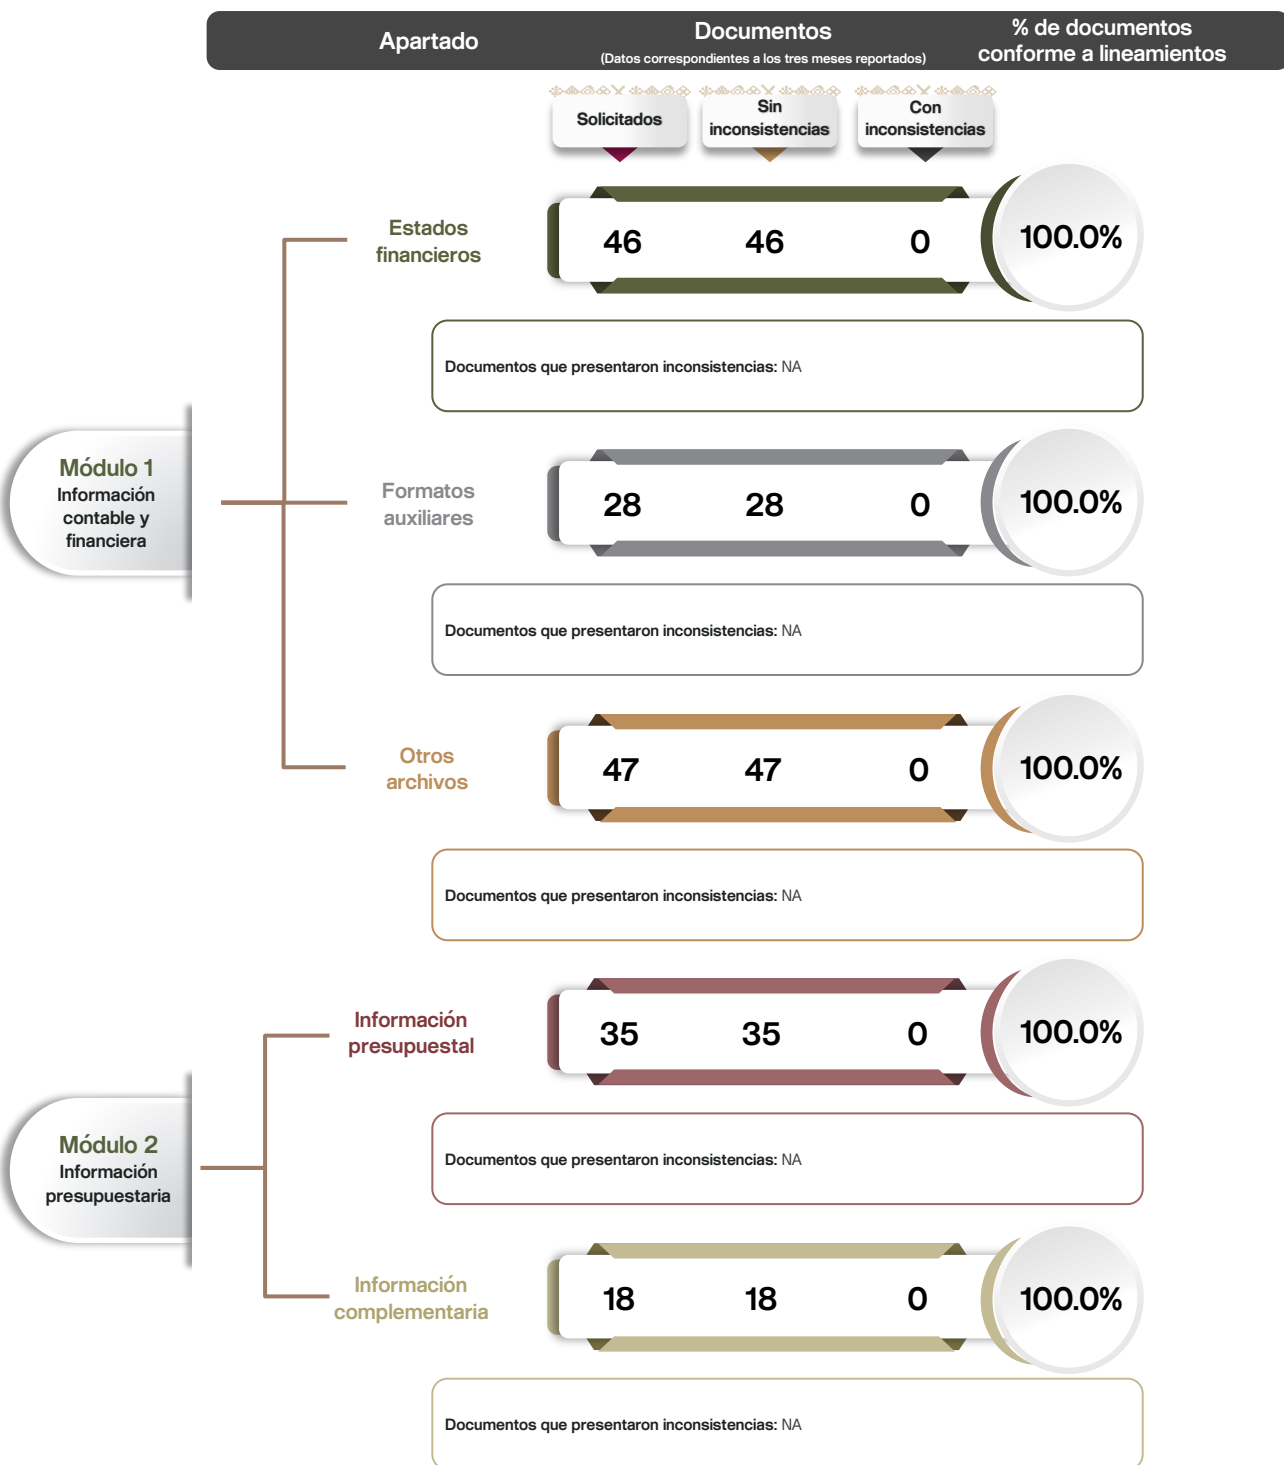 Apartado
Documentos
(Datos correspondientes a los tres meses reportados)
% de documentos
conforme a lineamientos
Solicitados
Sin
inconsistencias
Con
inconsistencias
Módulo 1
Información
contable y
financiera
Estados
financieros
46 46 0 100.0%
Documentos que presentaron inconsistencias: NA
Formatos
auxiliares
28 28 0 100.0%
Documentos que presentaron inconsistencias: NA
Otros
archivos
47 47 0 100.0%
Documentos que presentaron inconsistencias: NA
Módulo 2
Información
presupuestaria
Información
presupuestal
35 35 0 100.0%
Documentos que presentaron inconsistencias: NA
Información
complementaria
18 18 0 100.0%
Documentos que presentaron inconsistencias: NA